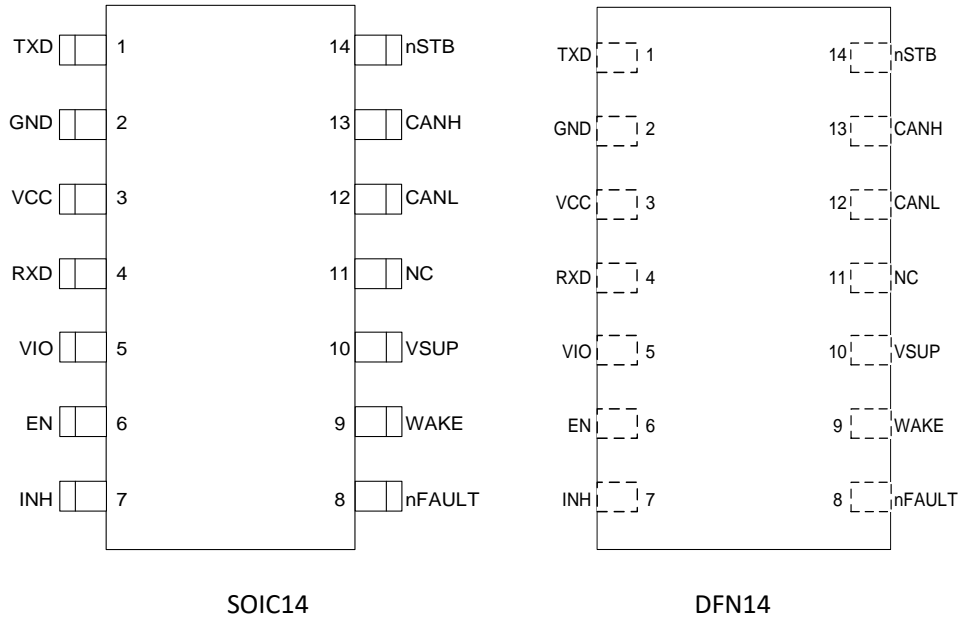 TXD 1 14 nSTB TXD 1 14 nSTB
GND 2 13 CANH GND 2 13 CANH
VCC 3 12 CANL VCC 3 12 CANL
RXD 4 11 NC RXD 4 11 NC
VIO 5 10 VSUP VIO 5 10 VSUP
EN 6 9 WAKE EN 6 9 WAKE
INH 7 8 nFAULT INH 7 8 nFAULT
SOIC14 DFN14